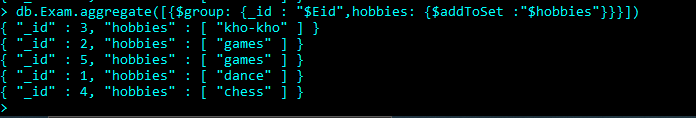 > db.Exam.aggregate([{$group: {_id : "$Eid",hobbies: {$addToSet :"$hobbies"}}}])
{ "_id" : 3, "hobbies" : [ "kho-kho" ] }
{ "_id" : 2, "hobbies" : [ "games" ] }
{ "_id" : 5, "hobbies" : [ "games" ] }
{ "_id" : 1, "hobbies" : [ "dance" ] }
{ "_id" : 4, "hobbies" : [ "chess" ] }
>